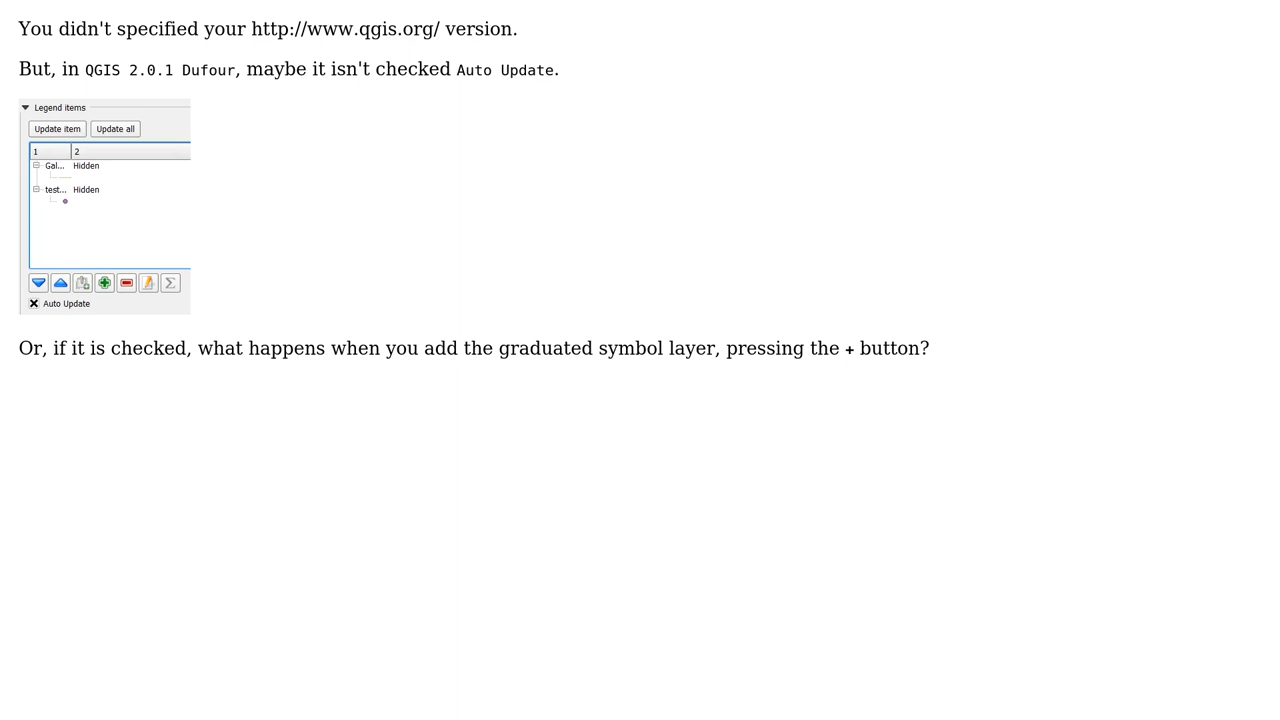 You didn't specified your http://www.qgis.org/ version.
But, in QGIS 2.0.1 Dufour, maybe it isn't checked Auto Update.
Legend items
Update item Update all
1 2
Gal... Hidden
test... Hidden
Σ
Auto Update
Or, if it is checked, what happens when you add the graduated symbol layer, pressing the + button?